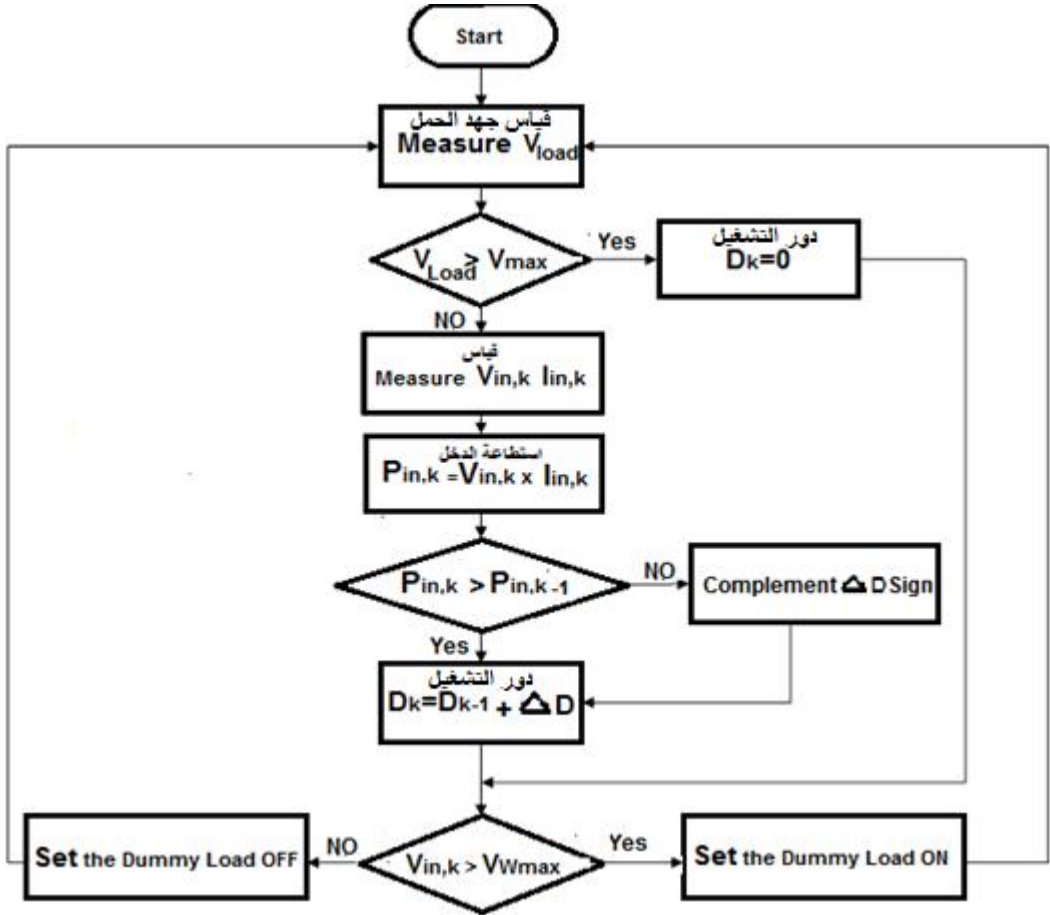 Start
قياس جهد الحمل
Measure Vload
VLoad > Vmax
Yes
دور التشغيل
Dk=0
NO
قياس
Measure Vin,k Iin,k
استطاعة الدخل
Pin,k =Vin,k x Iin,k
Pin,k > Pin,k-1
NO
Complement ΔD Sign
Yes
دور التشغيل
Dk=Dk-1 + ΔD
Set the Dummy Load OFF
NO
Vin,k > VWmax
Yes
Set the Dummy Load ON